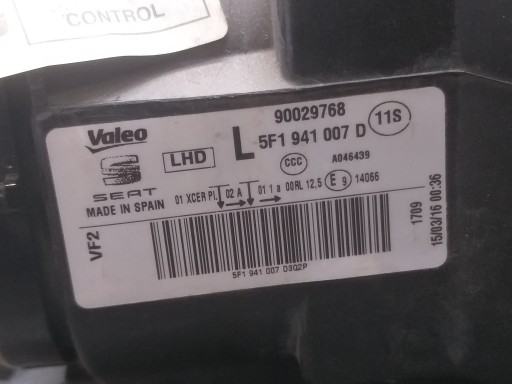 CONTROL
Valeo
LHD
L
90029768
5F1 941 007 D
11S
SEAT
MADE IN SPAIN
CCC
A046439
01 XCER PL 02 A 01 1 a 00RL 12,5 E 9 14066
VF2
5F1 941 007 D302P
1709
15/03/16 00:36